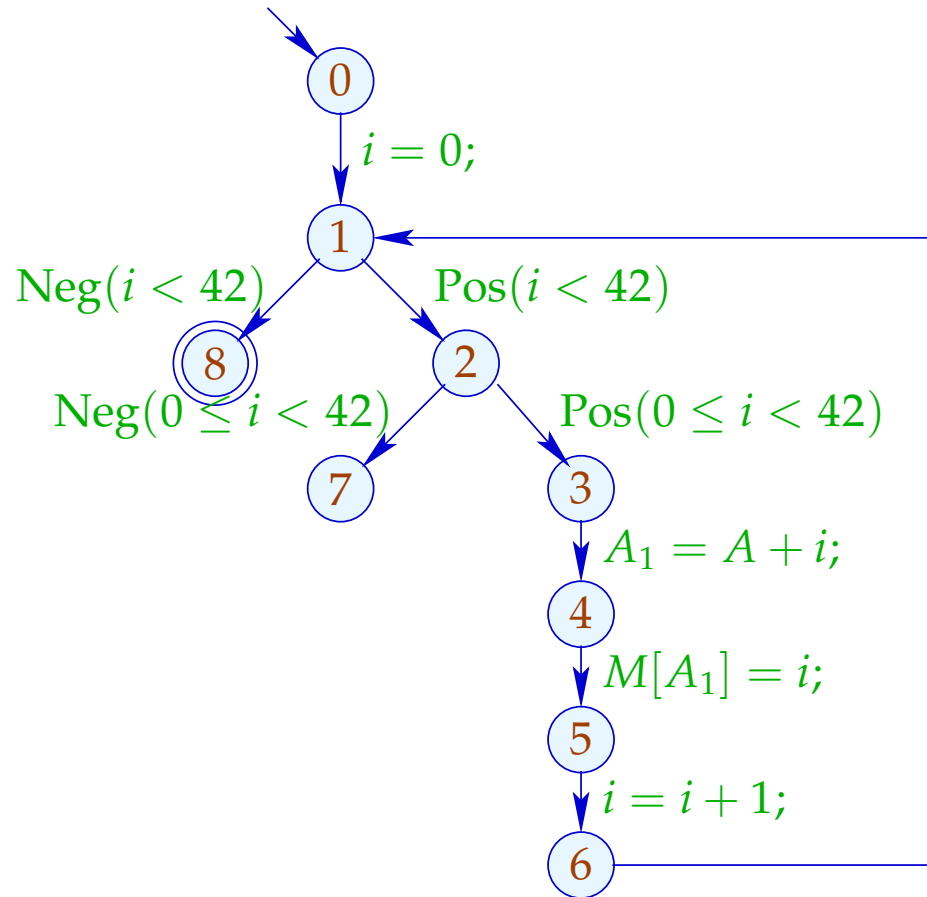 0
i = 0;
1
Neg(i < 42) Pos(i < 42)
8 2
Neg(0 ≤ i < 42) Pos(0 ≤ i < 42)
7 3
A₁ = A + i;
4
M[A₁] = i;
5
i = i + 1;
6